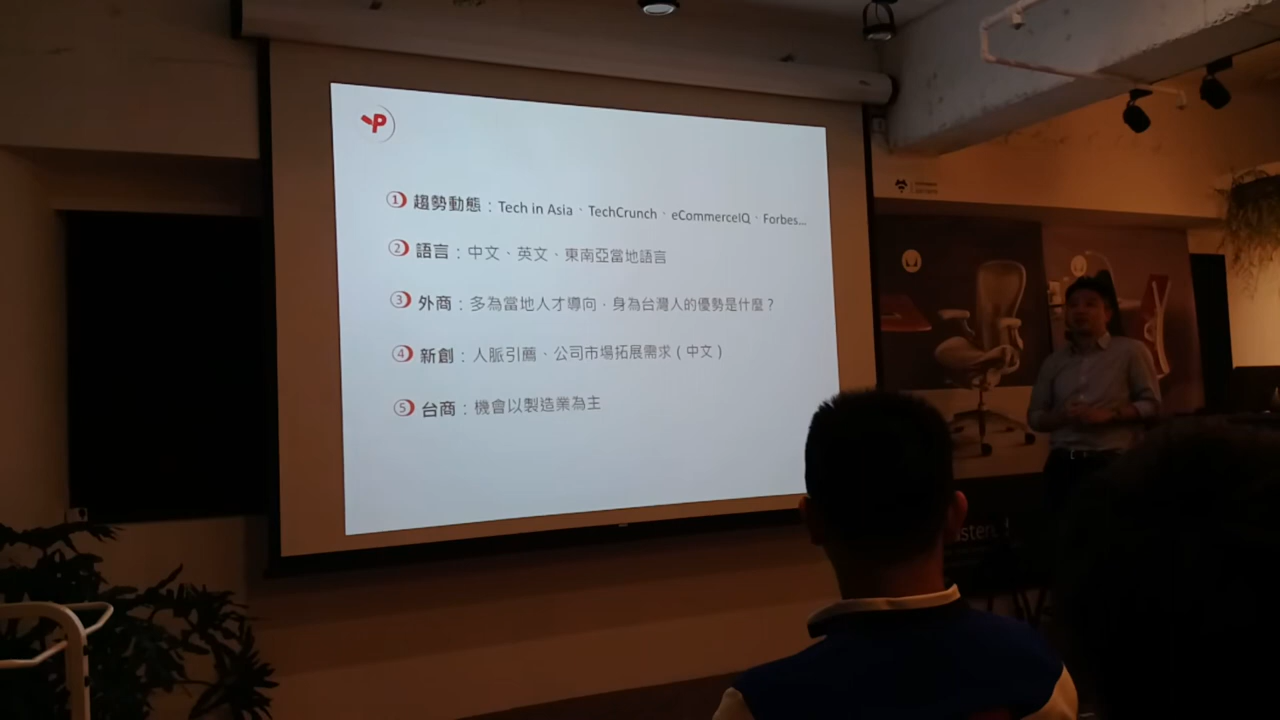 P
① 趨勢動態：Tech in Asia、TechCrunch、eCommerceIQ、Forbes...
② 語言：中文、英文、東南亞當地語言
③ 外商：多為當地人才導向，身為台灣人的優勢是什麼？
④ 新創：人脈引薦、公司市場拓展需求（中文）
⑤ 台商：機會以製造業為主